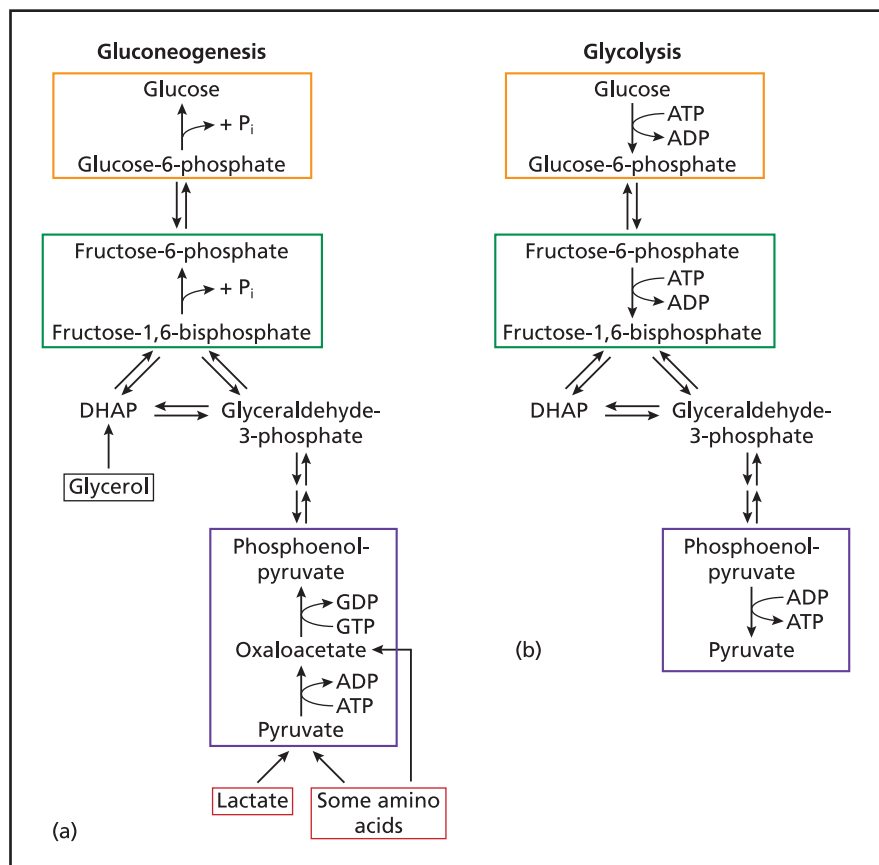 Gluconeogenesis
Glucose
+ Pi
Glucose-6-phosphate
Fructose-6-phosphate
+ Pi
Fructose-1,6-bisphosphate
DHAP
Glyceraldehyde-
3-phosphate
Glycerol
Phosphoenol-
pyruvate
GDP
GTP
Oxaloacetate
ADP
ATP
Pyruvate
Lactate
Some amino
acids
(a)
Glycolysis
Glucose
ATP
ADP
Glucose-6-phosphate
Fructose-6-phosphate
ATP
ADP
Fructose-1,6-bisphosphate
DHAP
Glyceraldehyde-
3-phosphate
Phosphoenol-
pyruvate
ADP
ATP
Pyruvate
(b)